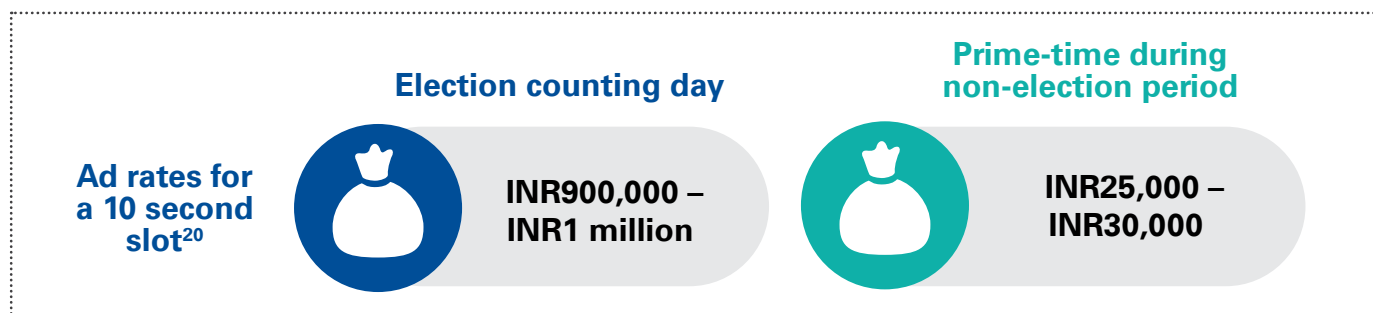 Election counting day
Prime-time during
non-election period
Ad rates for
a 10 second
slot20
INR900,000 –
INR1 million
INR25,000 –
INR30,000